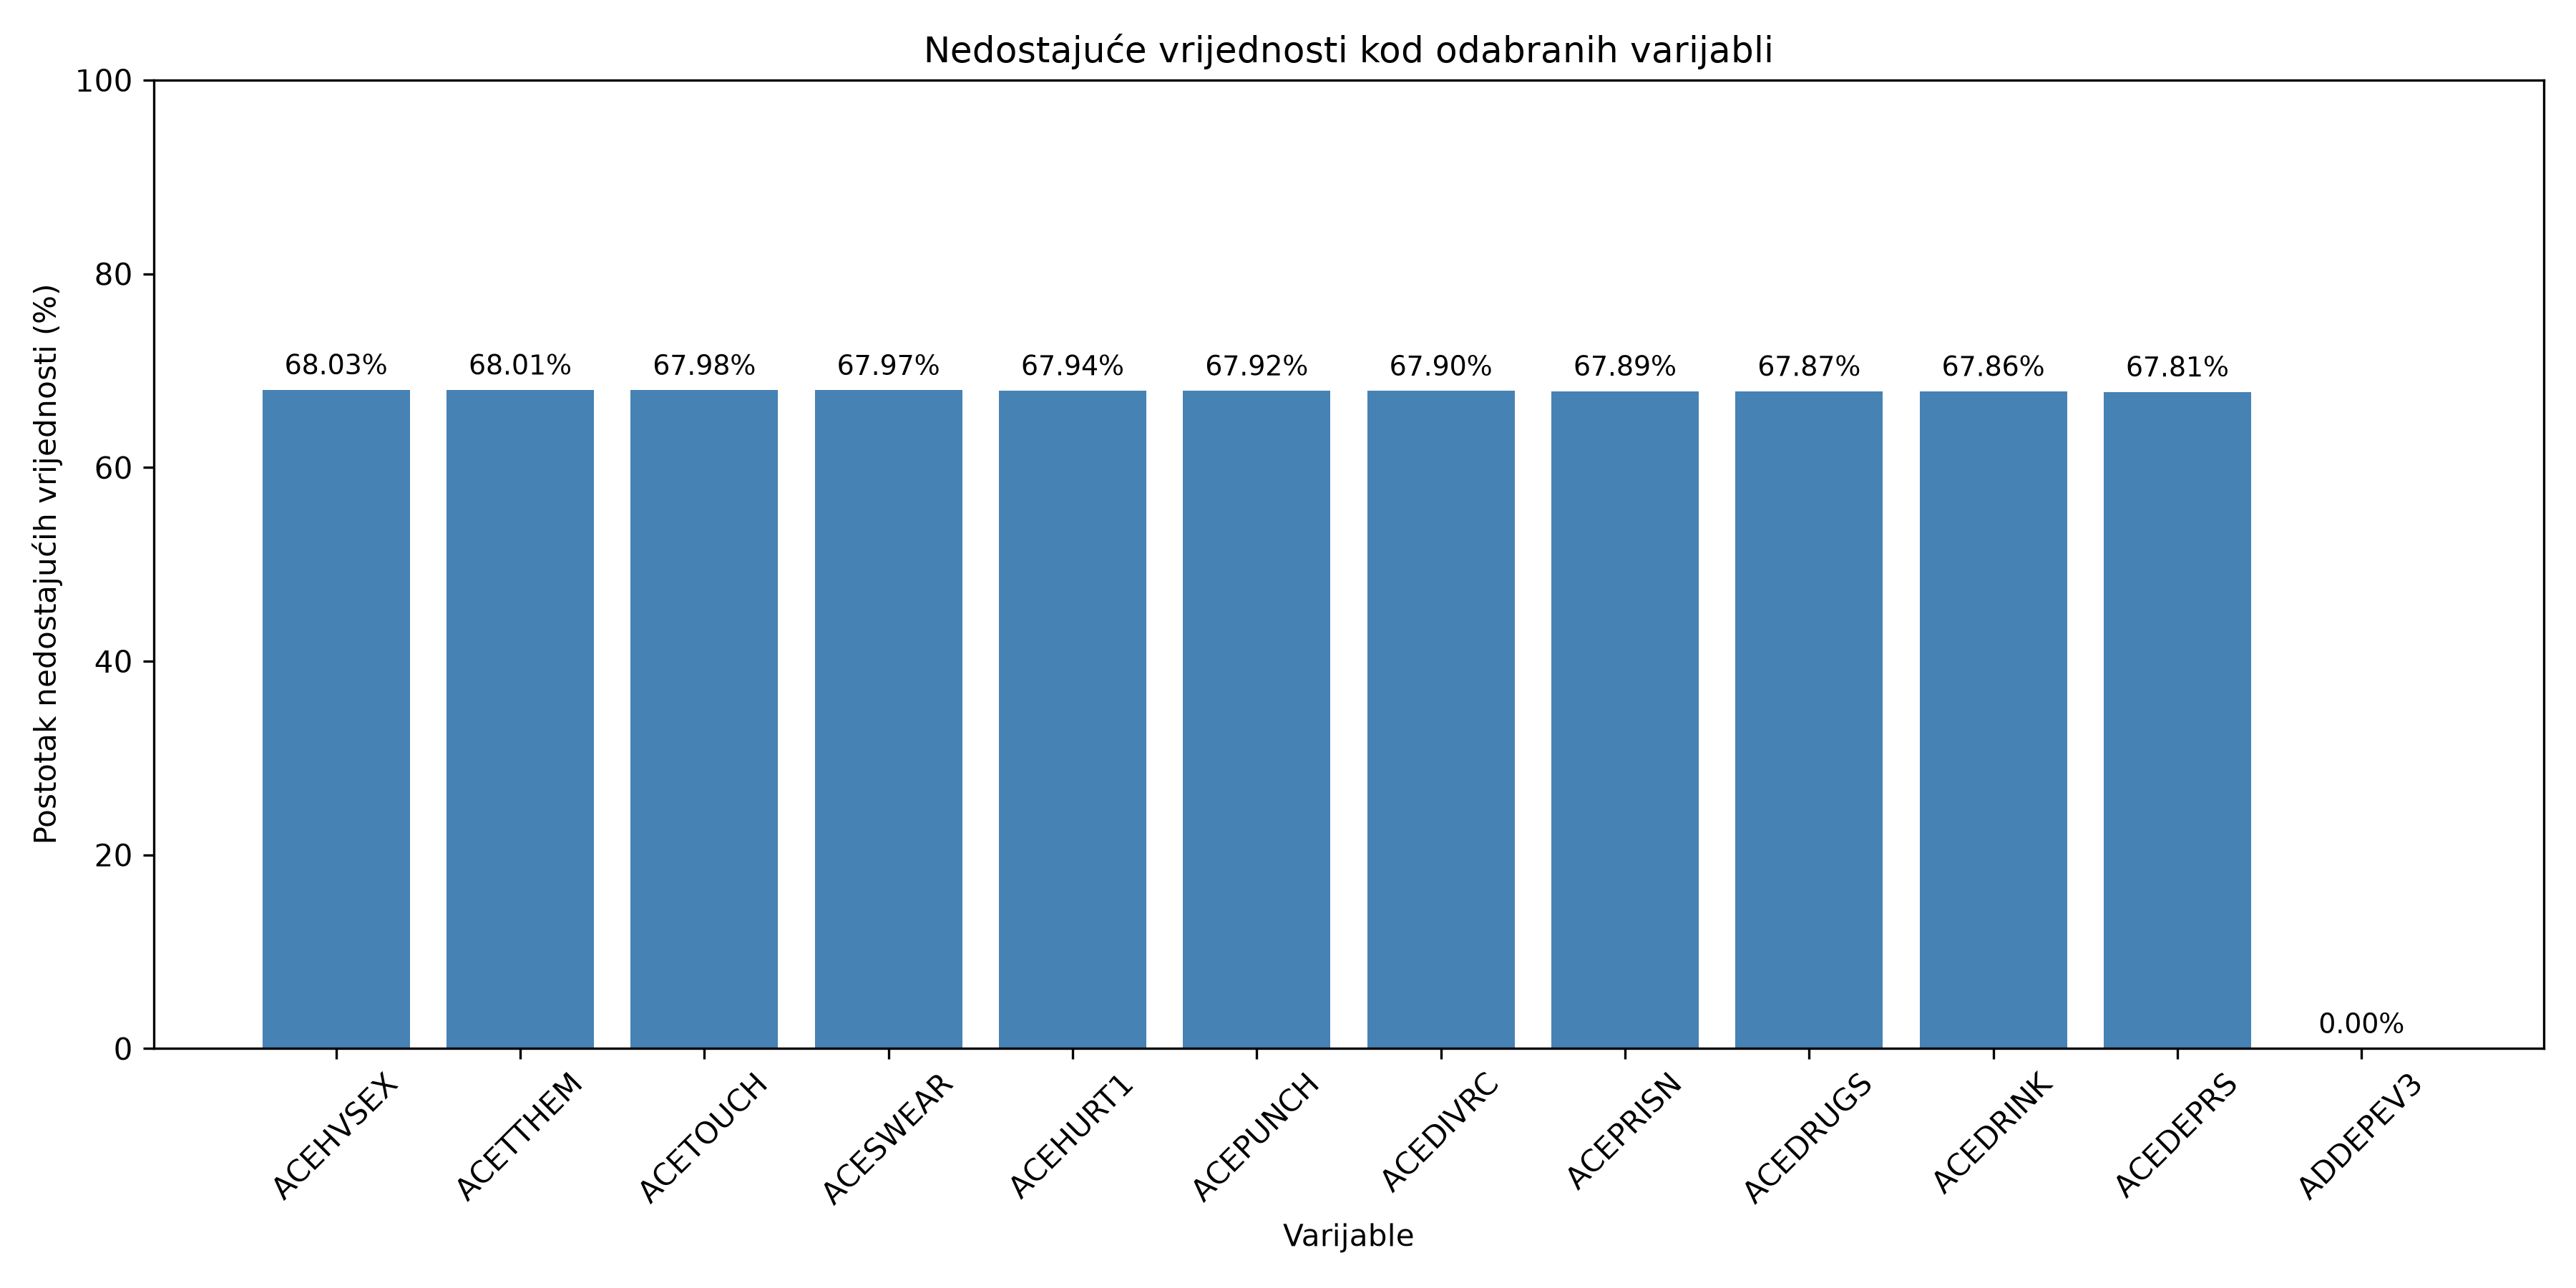 Nedostajuće vrijednosti kod odabranih varijabli
Postotak nedostajućih vrijednosti (%)
100
80
60
40
20
0
68.03% 68.01% 67.98% 67.97% 67.94% 67.92% 67.90% 67.89% 67.87% 67.86% 67.81% 0.00%
ACEHVSEX ACETTHEM ACETOUCH ACESWEAR ACEHURT1 ACEPUNCH ACEDIVRC ACEPRISN ACEDRUGS ACEDRINK ACEDEPRS ADDEPEV3
Varijable